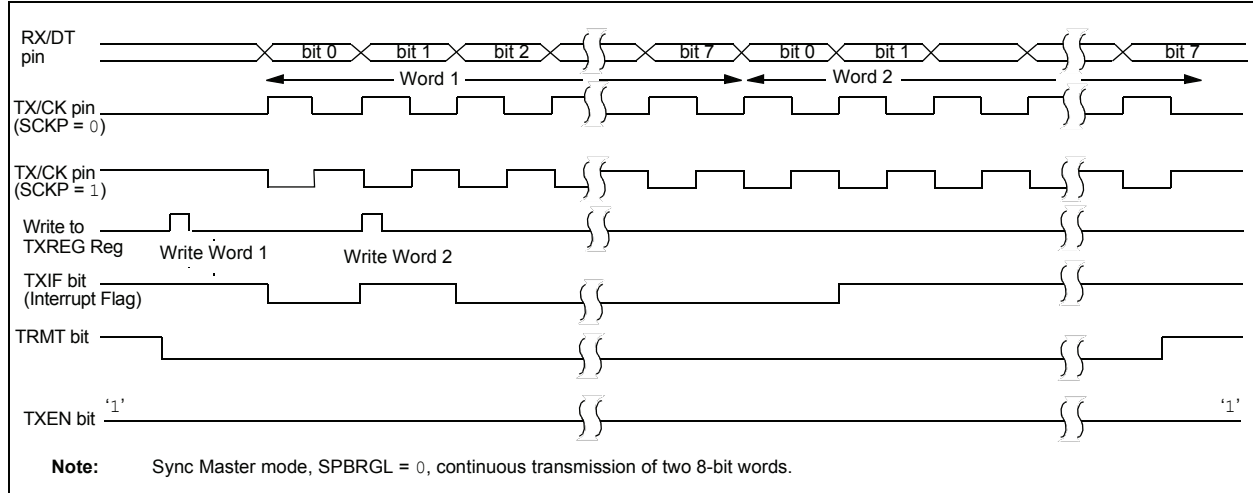 RX/DT
pin
bit 0 bit 1 bit 2 bit 7 bit 0 bit 1 bit 7
Word 1 Word 2
TX/CK pin
(SCKP = 0)
TX/CK pin
(SCKP = 1)
Write to
TXREG Reg
Write Word 1 Write Word 2
TXIF bit
(Interrupt Flag)
TRMT bit
‘1’ ‘1’
TXEN bit
Note: Sync Master mode, SPBRGL = 0, continuous transmission of two 8-bit words.